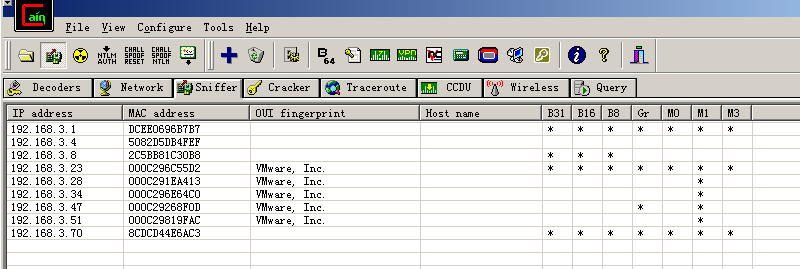 Cain
File View Configure Tools Help
NTLM AUTH CHALL SPOOF RESET CHALL SPOOF NTLM B 64 VPN
Decoders Network Sniffer Cracker Traceroute CCDU Wireless Query
IP address MAC address OUI fingerprint Host name B31 B16 B8 Gr M0 M1 M3
192.168.3.1 DCEE0696B7B7 * * * * * * *
192.168.3.4 5082D5DB4FEF
192.168.3.8 2C5BB81C30B8 * * *
192.168.3.23 000C296C55D2 VMware, Inc. * * * * * * *
192.168.3.28 000C291EA413 VMware, Inc. *
192.168.3.34 000C296E64C0 VMware, Inc. *
192.168.3.47 000C29268F0D VMware, Inc. * *
192.168.3.51 000C29819FAC VMware, Inc. *
192.168.3.70 8CDCD44E6AC3 * * * * * * *